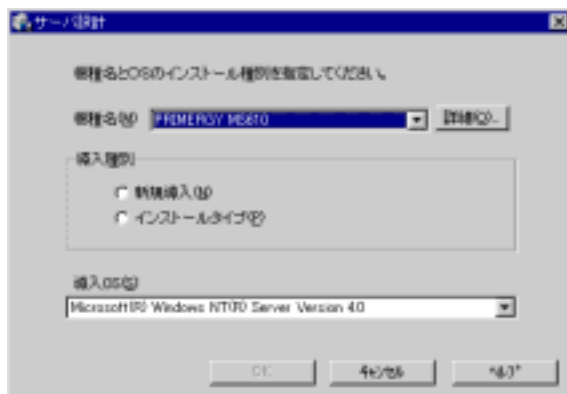 サーバ設計
機種名とOSのインストール種別を指定してください。
機種名(M) PRIMERGY MS610 詳細(D)...
導入種別
新規導入(N)
インストールタイプ(P)
導入OS(S)
Microsoft(R) Windows NT(R) Server Version 4.0
OK キャンセル ヘルプ